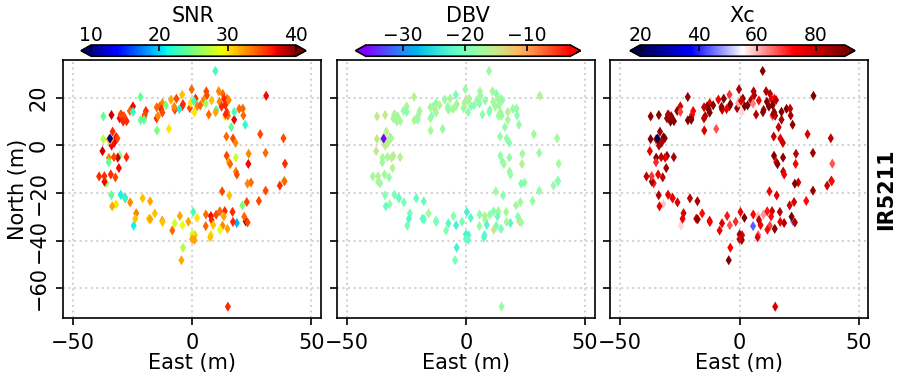 SNR DBV Xc
10 20 30 40 −30 −20 −10 20 40 60 80
North (m)
20
0
−20
−40
−60
−50 0 50 −50 0 50 −50 0 50
East (m) East (m) East (m)
IR5211